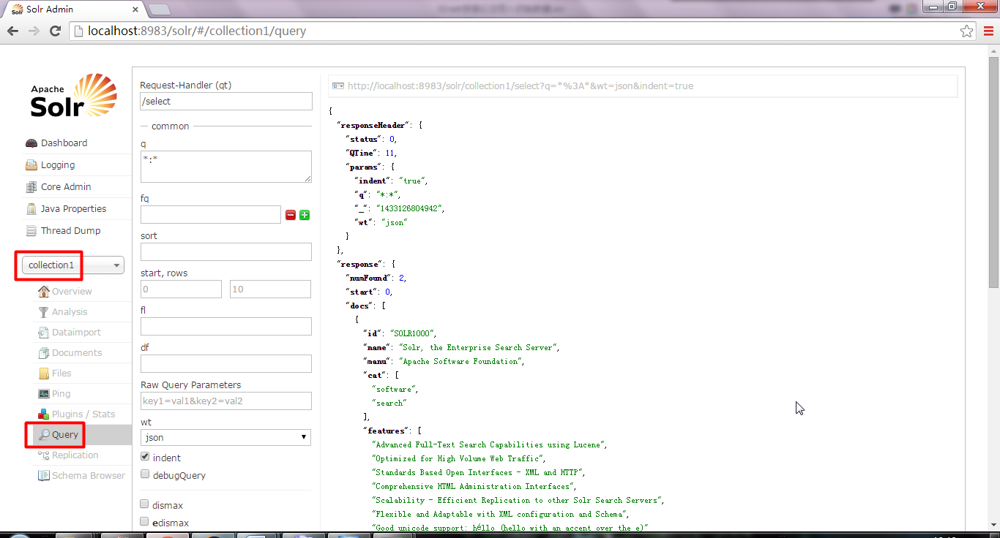 Solr Admin
localhost:8983/solr/#/collection1/query
Apache
Solr
Dashboard
Logging
Core Admin
Java Properties
Thread Dump
collection1
Overview
Analysis
Dataimport
Documents
Files
Ping
Plugins / Stats
Query
Replication
Schema Browser
Request-Handler (qt)
/select
common
q
*:*
fq
sort
start, rows
0
10
fl
df
Raw Query Parameters
key1=val1&key2=val2
wt
json
indent
debugQuery
dismax
edismax
http://localhost:8983/solr/collection1/select?q=*%3A*&wt=json&indent=true
{
"responseHeader": {
"status": 0,
"QTime": 11,
"params": {
"indent": "true",
"q": "*:*",
"_": "1433126804942",
"wt": "json"
}
},
"response": {
"numFound": 2,
"start": 0,
"docs": [
{
"id": "SOLR1000",
"name": "Solr, the Enterprise Search Server",
"manu": "Apache Software Foundation",
"cat": [
"software",
"search"
],
"features": [
"Advanced Full-Text Search Capabilities using Lucene",
"Optimized for High Volume Web Traffic",
"Standards Based Open Interfaces - XML and HTTP",
"Comprehensive HTML Administration Interfaces",
"Scalability - Efficient Replication to other Solr Search Servers",
"Flexible and Adaptable with XML configuration and Schema",
"Good unicode support: héllo (hello with an accent over the e)"